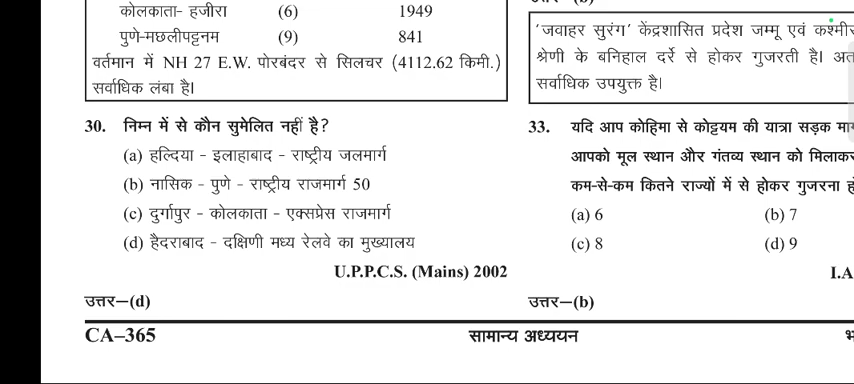 कोलकाता- हजीरा (6) 1949
पुणे-मछलीपट्टनम (9) 841
वर्तमान में NH 27 E.W. पोरबंदर से सिलचर (4112.62 किमी.)
सर्वाधिक लंबा है।
30. निम्न में से कौन सुमेलित नहीं है?
(a) हल्दिया - इलाहाबाद - राष्ट्रीय जलमार्ग
(b) नासिक - पुणे - राष्ट्रीय राजमार्ग 50
(c) दुर्गापुर - कोलकाता - एक्सप्रेस राजमार्ग
(d) हैदराबाद - दक्षिणी मध्य रेलवे का मुख्यालय
U.P.P.C.S. (Mains) 2002
उत्तर–(d)
'जवाहर सुरंग' केंद्रशासित प्रदेश जम्मू एवं कश्मीर
श्रेणी के बनिहाल दर्रे से होकर गुजरती है। अत
सर्वाधिक उपयुक्त है।
33. यदि आप कोहिमा से कोट्टयम की यात्रा सड़क मा
आपको मूल स्थान और गंतव्य स्थान को मिलाकर
कम-से-कम कितने राज्यों में से होकर गुजरना ह
(a) 6 (b) 7
(c) 8 (d) 9
I.A
उत्तर–(b)
CA–365 सामान्य अध्ययन